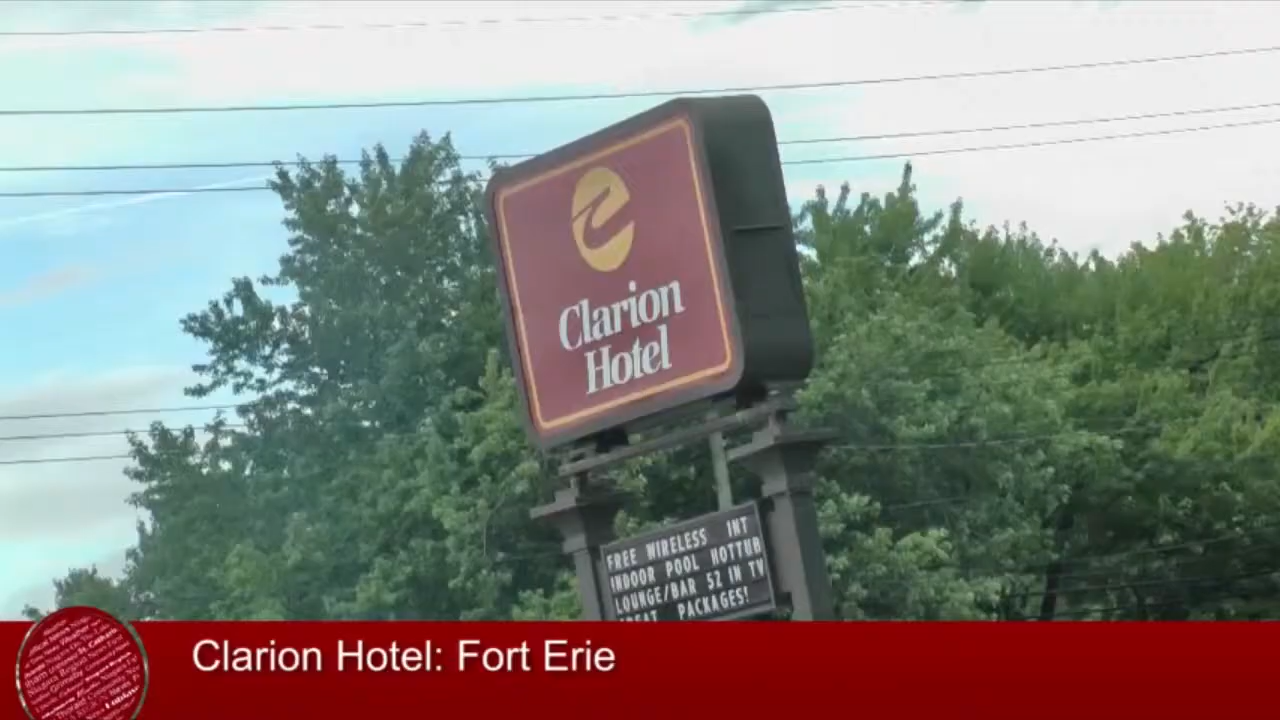 Clarion
Hotel
FREE WIRELESS INT
INDOOR POOL HOTTUB
LOUNGE/BAR 52 IN TV
PACKAGES!
Clarion Hotel: Fort Erie